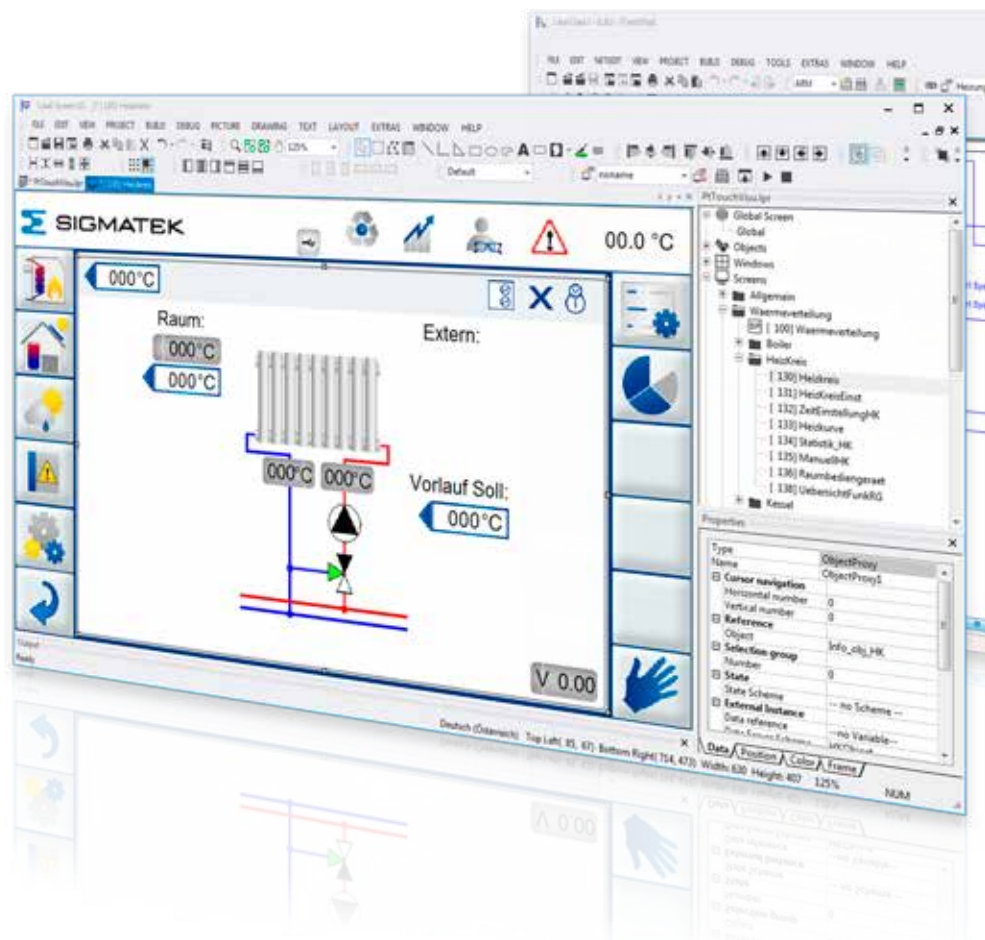 FILE EDIT VIEW PROJECT BUILD DEBUG TOOLS EXTRAS WINDOW HELP
ARM
FILE EDIT VIEW PROJECT BUILD DEBUG PICTURE DRAWING TEXT LAYOUT EXTRAS WINDOW HELP
125%
Default
noname
SIGMATEK
00.0 °C
000°C
Raum:
000°C
000°C
Extern:
000°C 000°C
Vorlauf Soll:
000°C
V 0.00
Global Screen
Global
Objects
Windows
Screens
Allgemein
Waermeverteilung
[ 100] Waermeverteilung
Boiler
HeizKreis
[ 130] Heizkreis
[ 131] HeizKreisEinst
[ 132] ZeitEinstellungHK
[ 133] Heizkurve
[ 134] Statistik_HK
[ 135] ManuellHK
[ 136] Raumbediengeraet
[ 138] UebersichtFunkRG
Kessel
Properties
Type ObjectProxy
Name ObjectProxy1
Cursor navigation
Horizontal number 0
Vertical number 0
Reference
Object Info_obj_HK
Selection group
Number 0
State
State Scheme -- no Scheme --
External Instance
Data reference --no Variable--
Data Position Color Frame
Output
Ready
Deutsch (Österreich) Top Left( 85, 67) Bottom Right( 714, 473) Width: 630 Height: 407 125% NUM